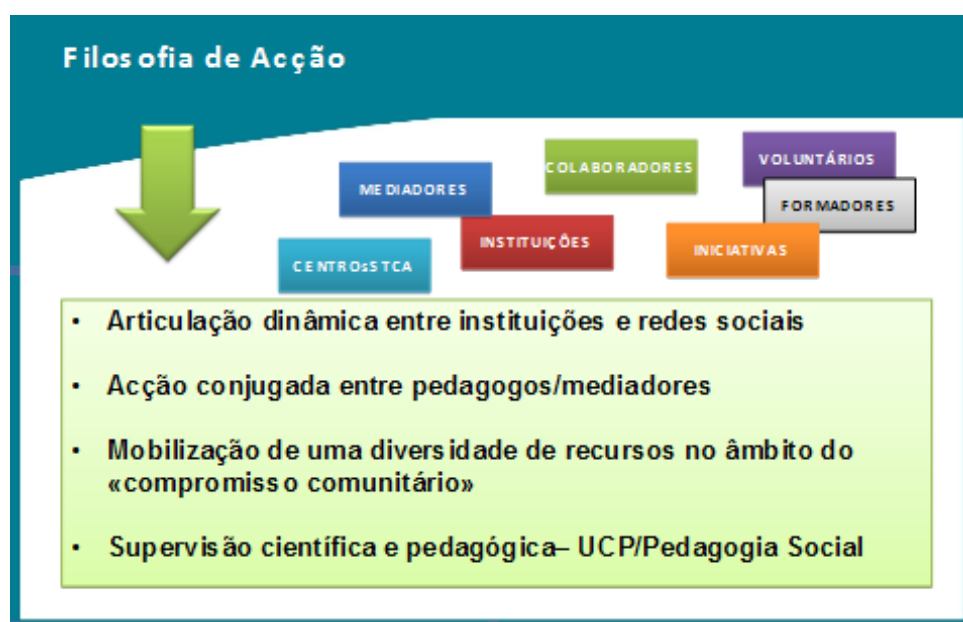 Filosofia de Acção
COLABORADORES
VOLUNTÁRIOS
MEDIADORES
FORMADORES
INSTITUIÇÕES
INICIATIVAS
CENTROsSTCA
• Articulação dinâmica entre instituições e redes sociais
• Acção conjugada entre pedagogos/mediadores
• Mobilização de uma diversidade de recursos no âmbito do
«compromisso comunitário»
• Supervisão científica e pedagógica– UCP/Pedagogia Social